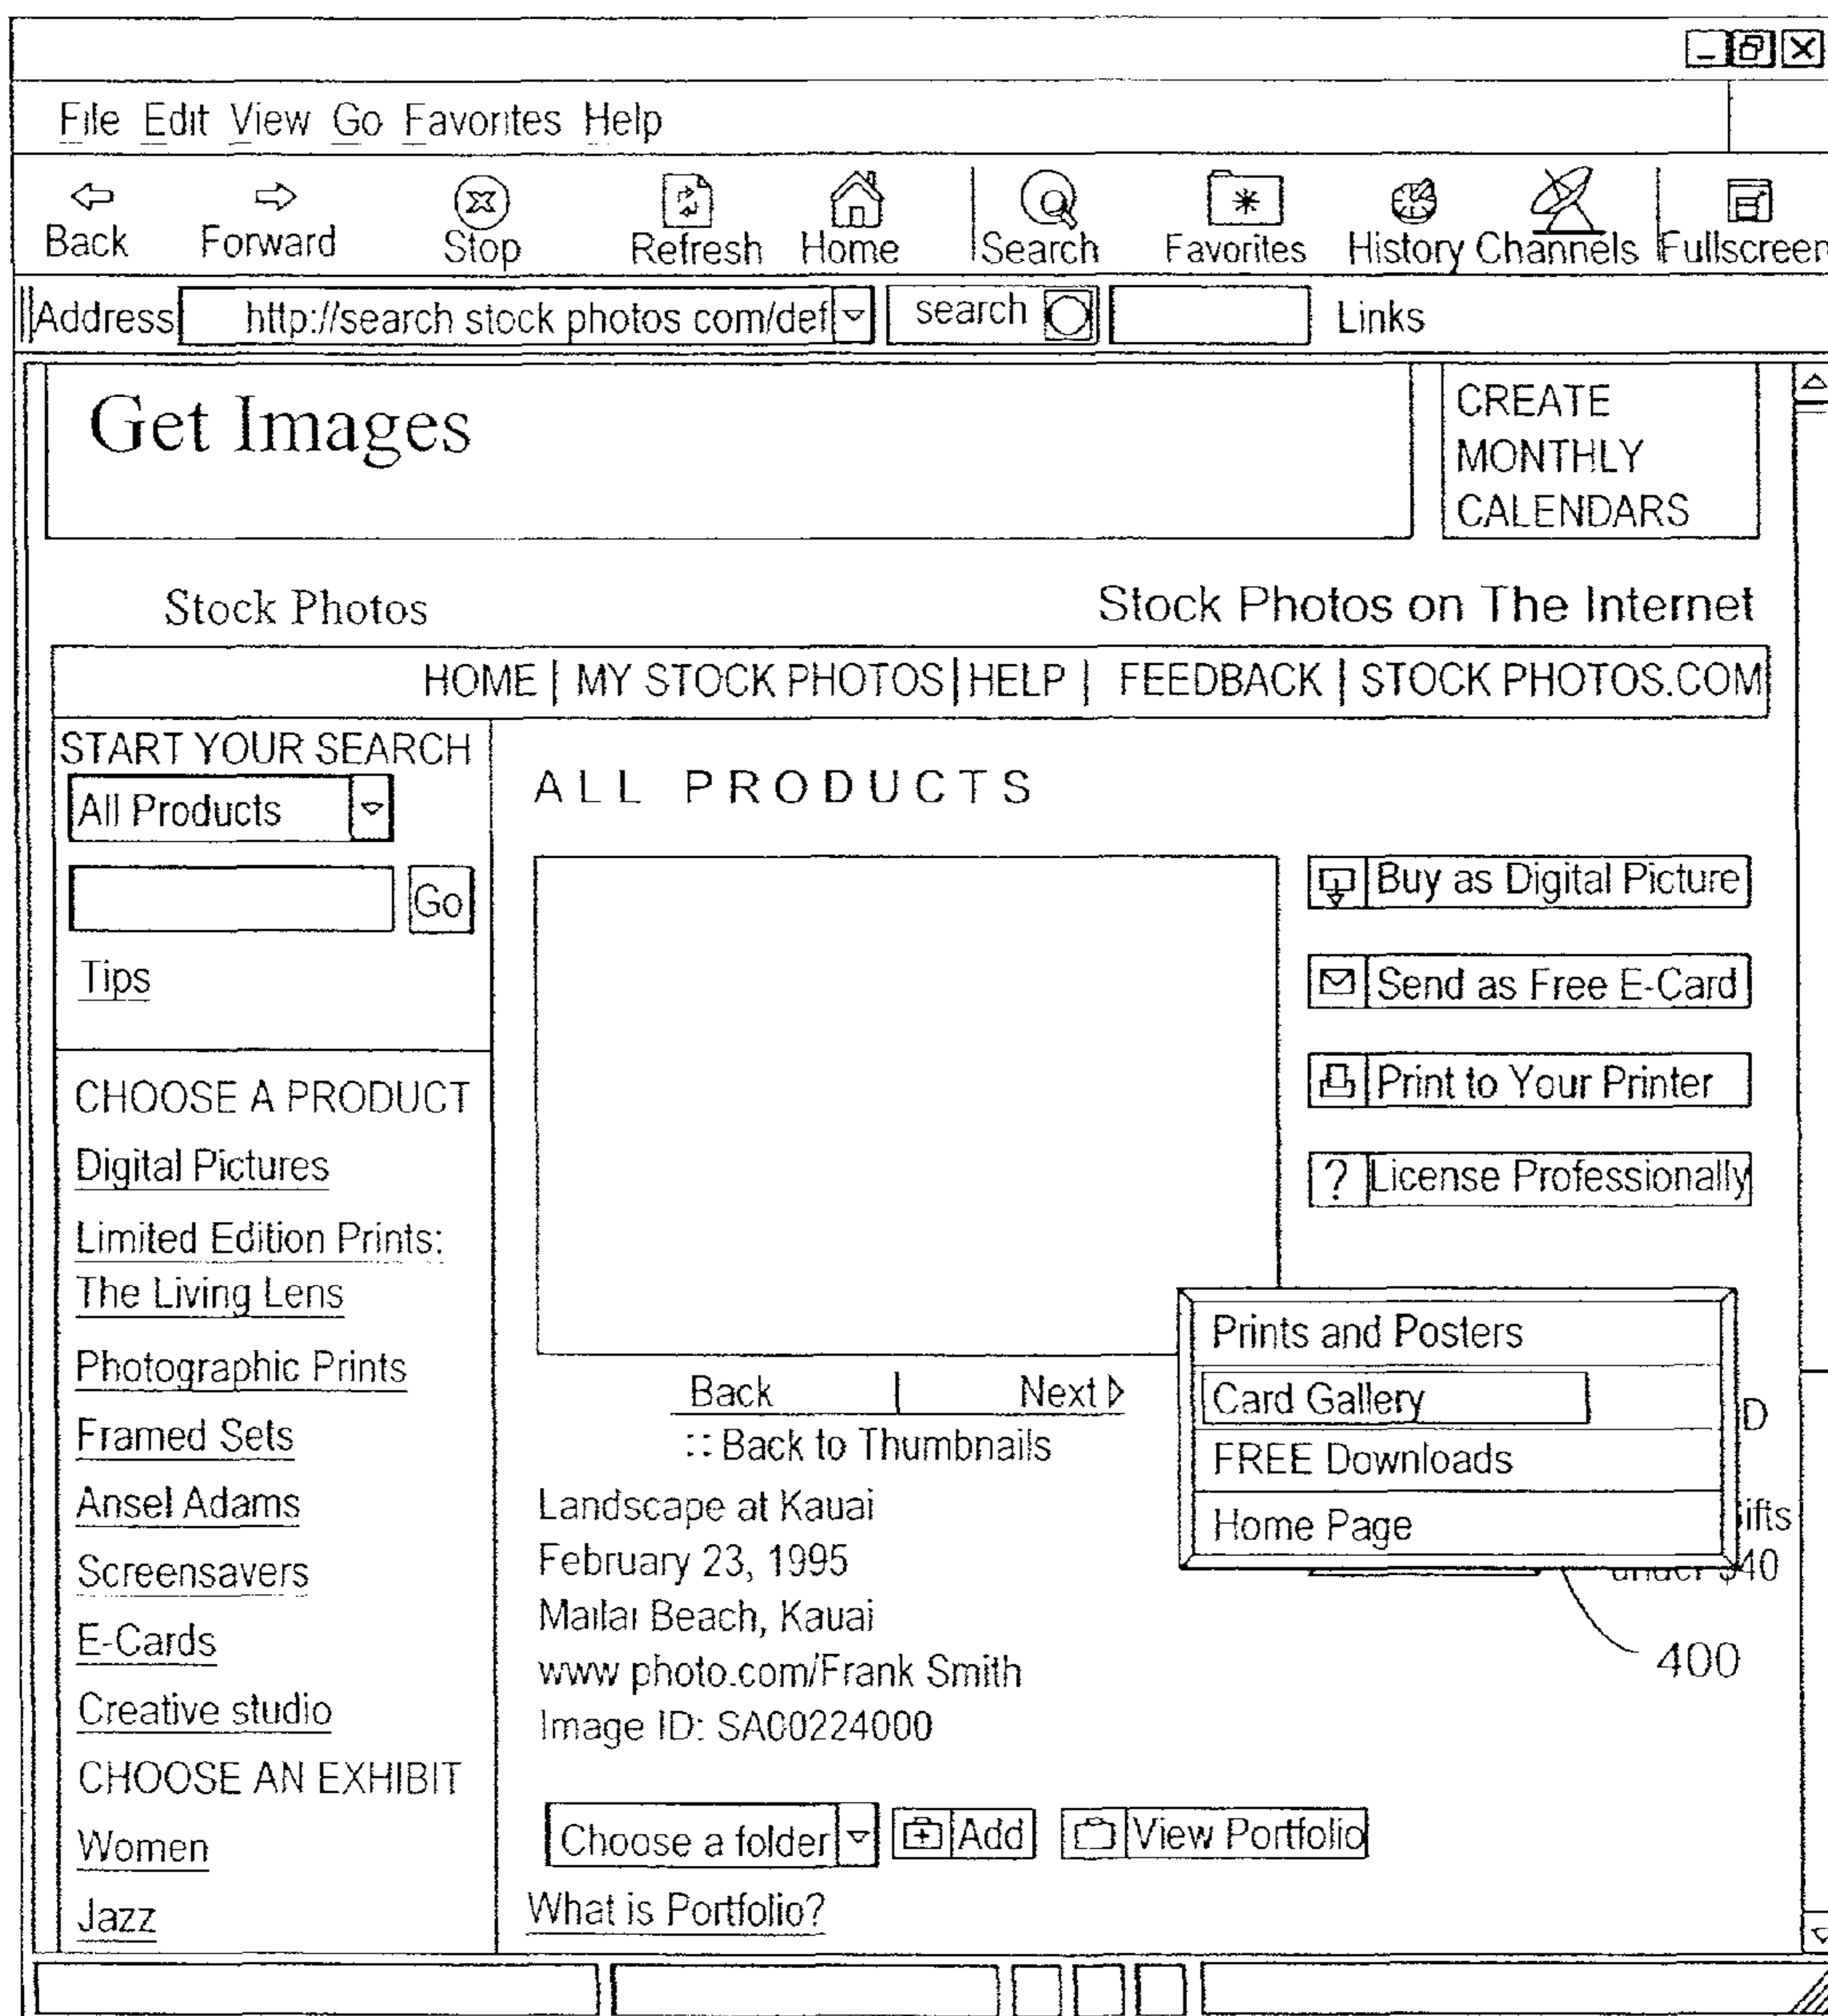 File Edit View Go Favorites Help
Back Forward Stop Refresh Home Search Favorites History Channels Fullscreen
Address http://search stock photos com/def search Links
Get Images
CREATE
MONTHLY
CALENDARS
Stock Photos
Stock Photos on The Internet
HOME | MY STOCK PHOTOS | HELP | FEEDBACK | STOCK PHOTOS.COM
START YOUR SEARCH
All Products
Go
Tips
CHOOSE A PRODUCT
Digital Pictures
Limited Edition Prints:
The Living Lens
Photographic Prints
Framed Sets
Ansel Adams
Screensavers
E-Cards
Creative studio
CHOOSE AN EXHIBIT
Women
Jazz
ALL PRODUCTS
Buy as Digital Picture
Send as Free E-Card
Print to Your Printer
? License Professionally
Prints and Posters
Card Gallery
FREE Downloads
Home Page
D
ifts
under $40
400
Back | Next
:: Back to Thumbnails
Landscape at Kauai
February 23, 1995
Mailai Beach, Kauai
www photo.com/Frank Smith
Image ID: SA00224000
Choose a folder Add View Portfolio
What is Portfolio?